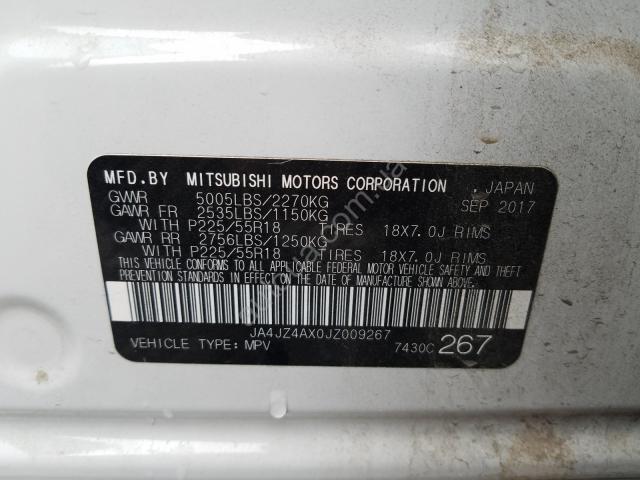 MFD.BY MITSUBISHI MOTORS CORPORATION , JAPAN
GVWR 5005LBS/2270KG SEP 2017
GAWR FR 2535LBS/1150KG
WITH P225/55R18 TIRES 18X7.0J RIMS
GAWR RR 2756LBS/1250KG
WITH P225/55R18 TIRES 18X7.0J RIMS
THIS VEHICLE CONFORMS TO ALL APPLICABLE FEDERAL MOTOR VEHICLE SAFETY AND THEFT
PREVENTION STANDARDS IN EFFECT ON THE DATE OF MANUFACTURE SHOWN ABOVE.
JA4JZ4AX0JZ009267
VEHICLE TYPE: MPV 7430C 267